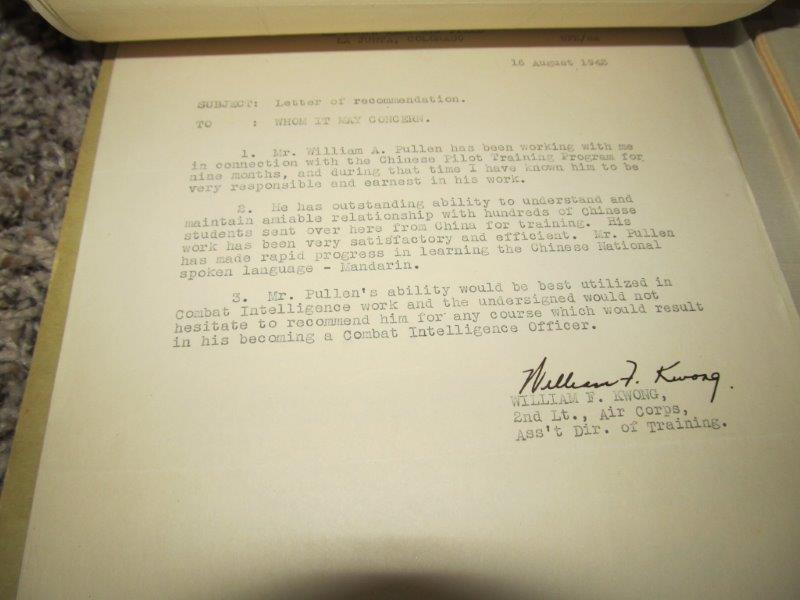 LA JUNTA, COLORADO
16 August 1943
SUBJECT: Letter of recommendation.
TO : WHOM IT MAY CONCERN.
1. Mr. William A. Pullen has been working with me
in connection with the Chinese Pilot Training Program for
nine months, and during that time I have known him to be
very responsible and earnest in his work.
2. He has outstanding ability to understand and
maintain amiable relationship with hundreds of Chinese
students sent over here from China for training. His
work has been very satisfactory and efficient. Mr. Pullen
has made rapid progress in learning the Chinese National
spoken language - Mandarin.
3. Mr. Pullen's ability would be best utilized in
Combat Intelligence work and the undersigned would not
hesitate to recommend him for any course which would result
in his becoming a Combat Intelligence Officer.
William F. Kwong.
WILLIAM F. KWONG,
2nd Lt., Air Corps,
Ass't Dir. of Training.